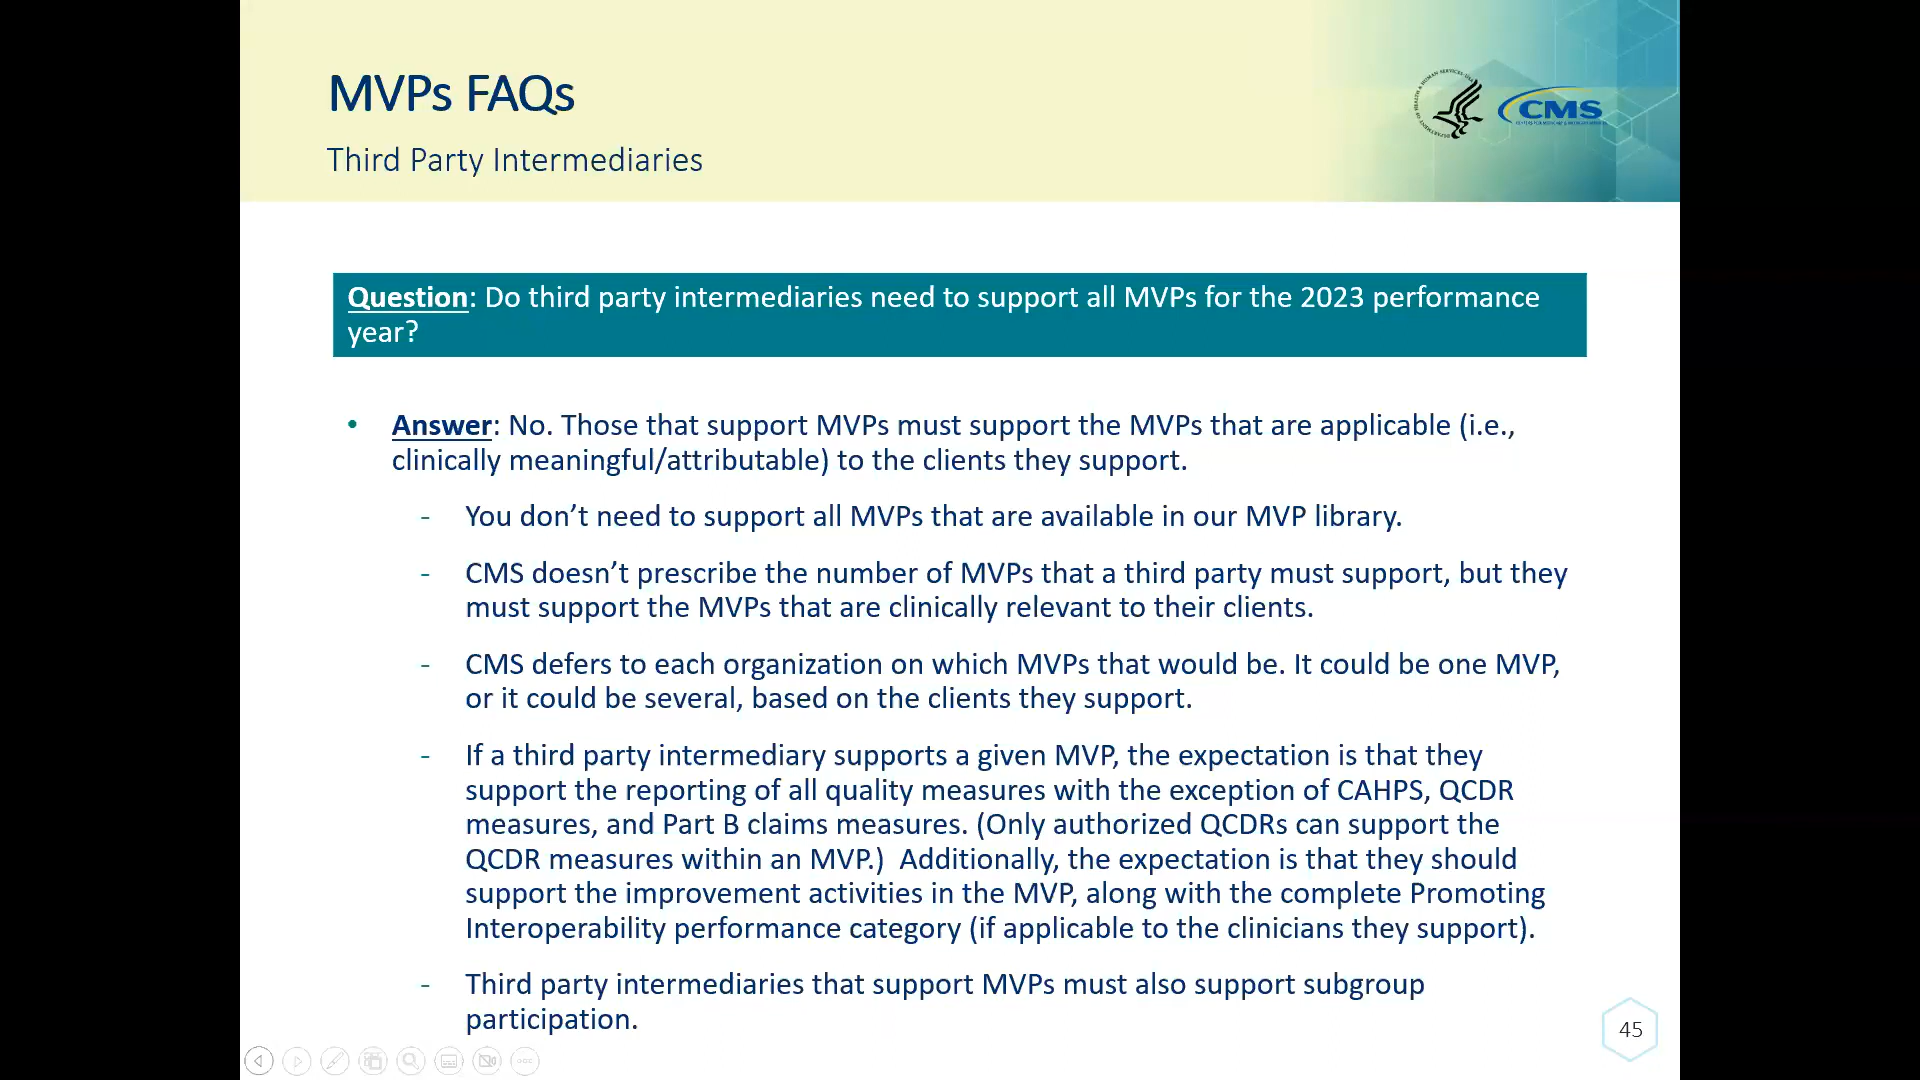 MVPs FAQs
Third Party Intermediaries
CMS
Question: Do third party intermediaries need to support all MVPs for the 2023 performance
year?
• Answer: No. Those that support MVPs must support the MVPs that are applicable (i.e.,
clinically meaningful/attributable) to the clients they support.
- You don’t need to support all MVPs that are available in our MVP library.
- CMS doesn’t prescribe the number of MVPs that a third party must support, but they
must support the MVPs that are clinically relevant to their clients.
- CMS defers to each organization on which MVPs that would be. It could be one MVP,
or it could be several, based on the clients they support.
- If a third party intermediary supports a given MVP, the expectation is that they
support the reporting of all quality measures with the exception of CAHPS, QCDR
measures, and Part B claims measures. (Only authorized QCDRs can support the
QCDR measures within an MVP.)  Additionally, the expectation is that they should
support the improvement activities in the MVP, along with the complete Promoting
Interoperability performance category (if applicable to the clinicians they support).
- Third party intermediaries that support MVPs must also support subgroup
participation.
45